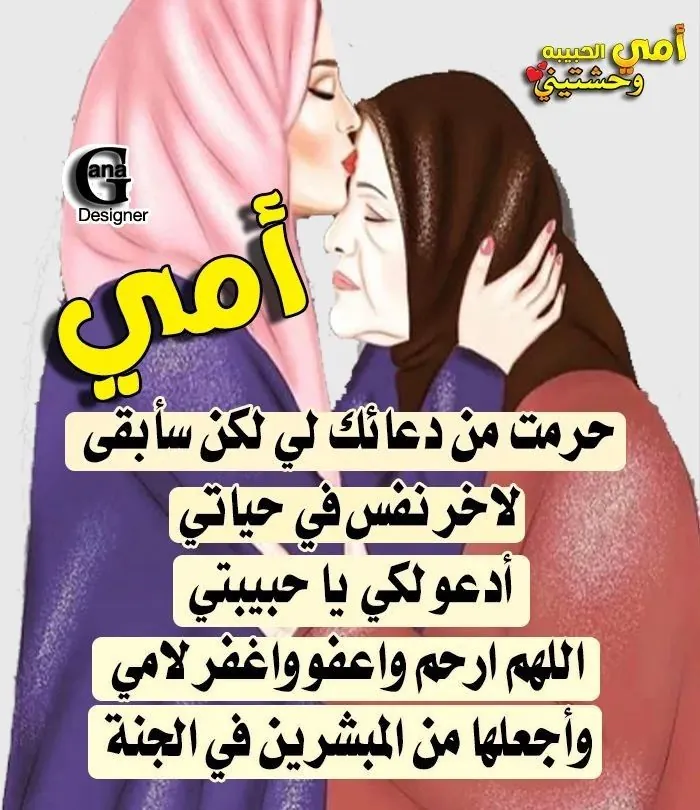 أمي الحبيبه
وحشتيني
Gana
Designer
أمي
حرمت من دعائك لي لكن سأبقى
لاخر نفس في حياتي
أدعو لكي يا حبيبتي
اللهم ارحم واعفو واغفر لامي
وأجعلها من المبشرين في الجنة